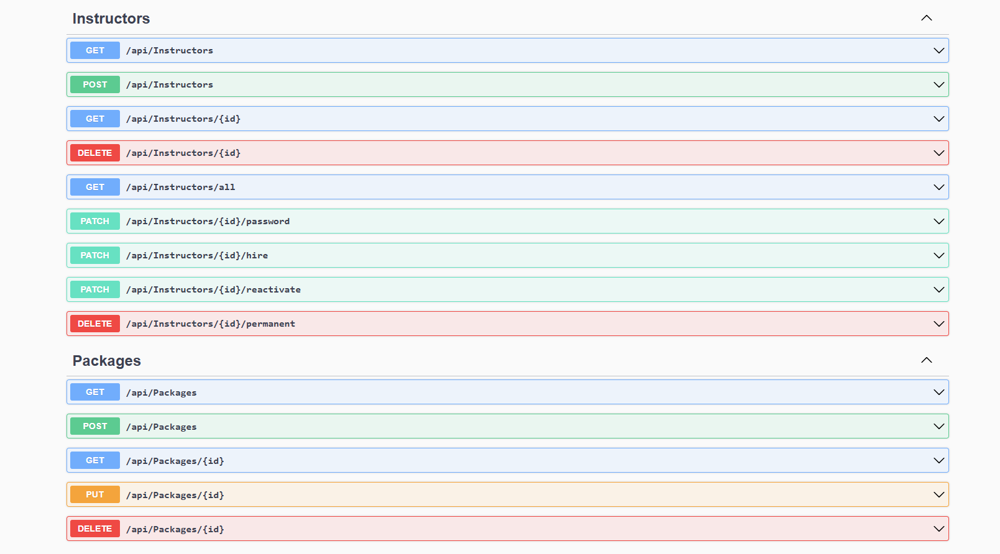 Instructors
GET /api/Instructors
POST /api/Instructors
GET /api/Instructors/{id}
DELETE /api/Instructors/{id}
GET /api/Instructors/all
PATCH /api/Instructors/{id}/password
PATCH /api/Instructors/{id}/hire
PATCH /api/Instructors/{id}/reactivate
DELETE /api/Instructors/{id}/permanent
Packages
GET /api/Packages
POST /api/Packages
GET /api/Packages/{id}
PUT /api/Packages/{id}
DELETE /api/Packages/{id}